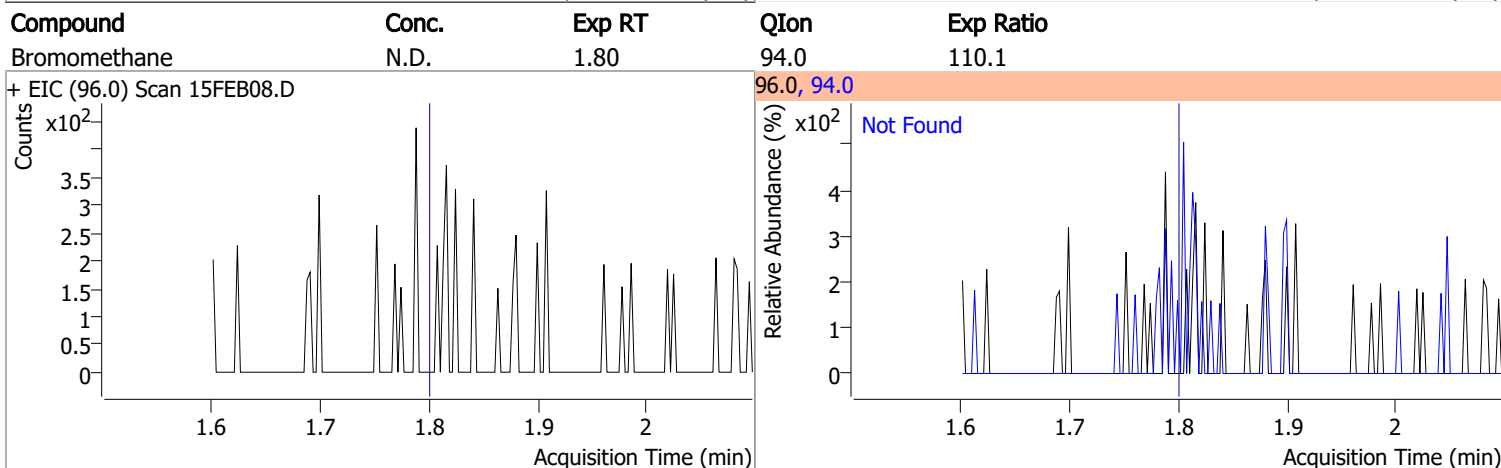 Compound Conc. Exp RT QIon Exp Ratio
Bromomethane N.D. 1.80 94.0 110.1
+ EIC (96.0) Scan 15FEB08.D
Counts
x10²
3.5
3
2.5
2
1.5
1
0.5
0
1.6 1.7 1.8 1.9 2
Acquisition Time (min)
96.0, 94.0
Relative Abundance (%)
x10²
Not Found
4
3
2
1
0
1.6 1.7 1.8 1.9 2
Acquisition Time (min)